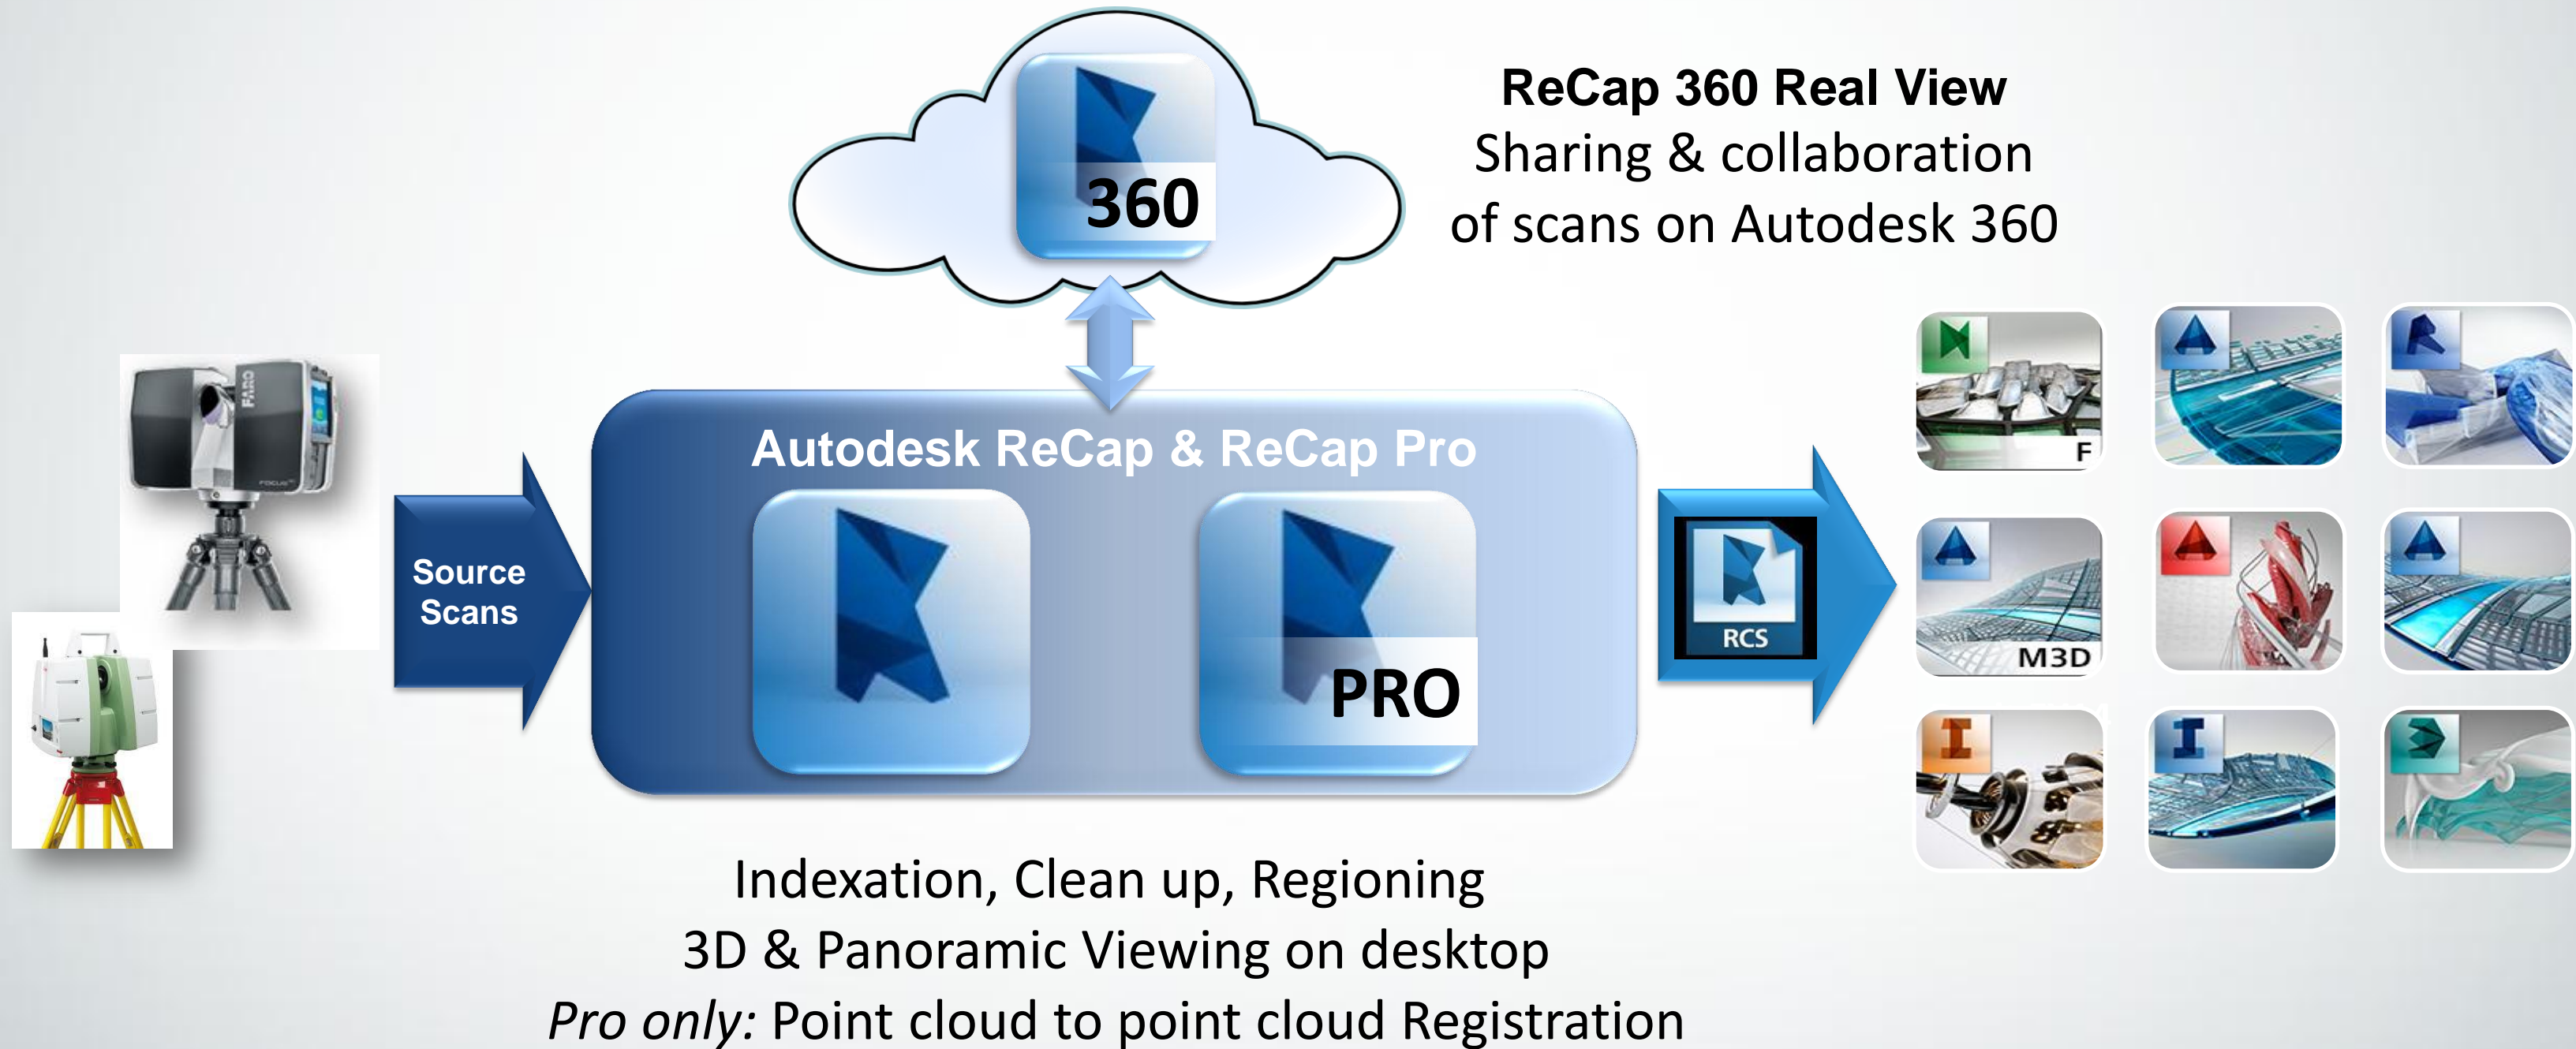 360
ReCap 360 Real View
Sharing & collaboration
of scans on Autodesk 360
FARO
FOCUS
Source
Scans
Autodesk ReCap & ReCap Pro
PRO
RCS
F
M3D
Indexation, Clean up, Regioning
3D & Panoramic Viewing on desktop
Pro only: Point cloud to point cloud Registration